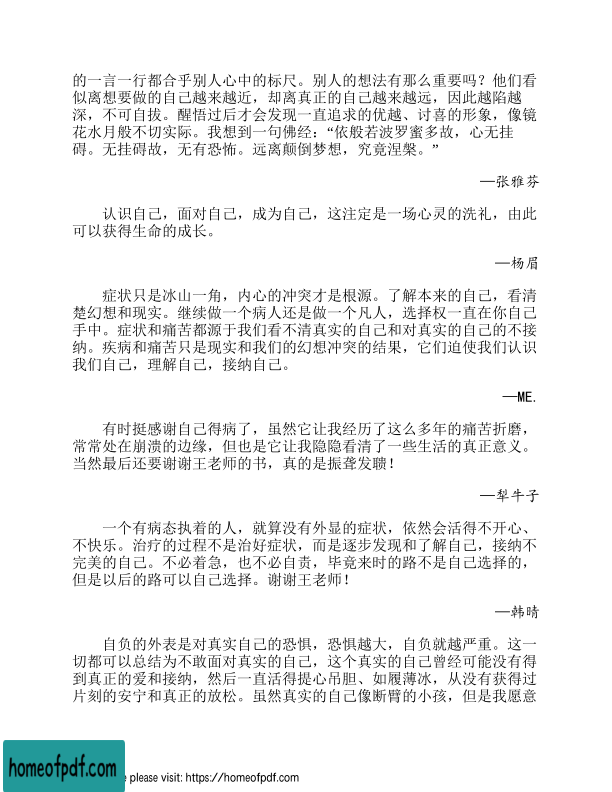 的一言一行都合乎别人心中的标尺。别人的想法有那么重要吗？他们看
似离想要做的自己越来越近，却离真正的自己越来越远，因此越陷越
深，不可自拔。醒悟过后才会发现一直追求的优越、讨喜的形象，像镜
花水月般不切实际。我想到一句佛经：“依般若波罗蜜多故，心无挂
碍。无挂碍故，无有恐怖。远离颠倒梦想，究竟涅槃。”
—张雅芬
认识自己，面对自己，成为自己，这注定是一场心灵的洗礼，由此
可以获得生命的成长。
—杨眉
症状只是冰山一角，内心的冲突才是根源。了解本来的自己，看清
楚幻想和现实。继续做一个病人还是做一个凡人，选择权一直在你自己
手中。症状和痛苦都源于我们看不清真实的自己和对真实的自己的不接
纳。疾病和痛苦只是现实和我们的幻想冲突的结果，它们迫使我们认识
我们自己，理解自己，接纳自己。
—ME.
有时挺感谢自己得病了，虽然它让我经历了这么多年的痛苦折磨，
常常处在崩溃的边缘，但也是它让我隐隐看清了一些生活的真正意义。
当然最后还要谢谢王老师的书，真的是振聋发聩！
—犁牛子
一个有病态执着的人，就算没有外显的症状，依然会活得不开心、
不快乐。治疗的过程不是治好症状，而是逐步发现和了解自己，接纳不
完美的自己。不必着急，也不必自责，毕竟来时的路不是自己选择的，
但是以后的路可以自己选择。谢谢王老师！
—韩晴
自负的外表是对真实自己的恐惧，恐惧越大，自负就越严重。这一
切都可以总结为不敢面对真实的自己，这个真实的自己曾经可能没有得
到真正的爱和接纳，然后一直活得提心吊胆、如履薄冰，从没有获得过
片刻的安宁和真正的放松。虽然真实的自己像断臂的小孩，但是我愿意
homeofpdf.com
e please visit: https://homeofpdf.com